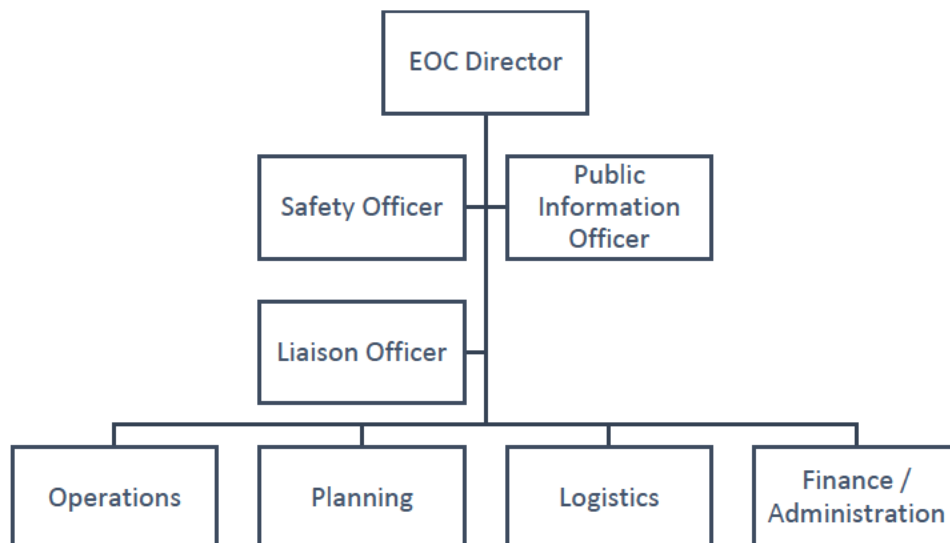 EOC Director
Safety Officer
Public
Information
Officer
Liaison Officer
Operations
Planning
Logistics
Finance /
Administration